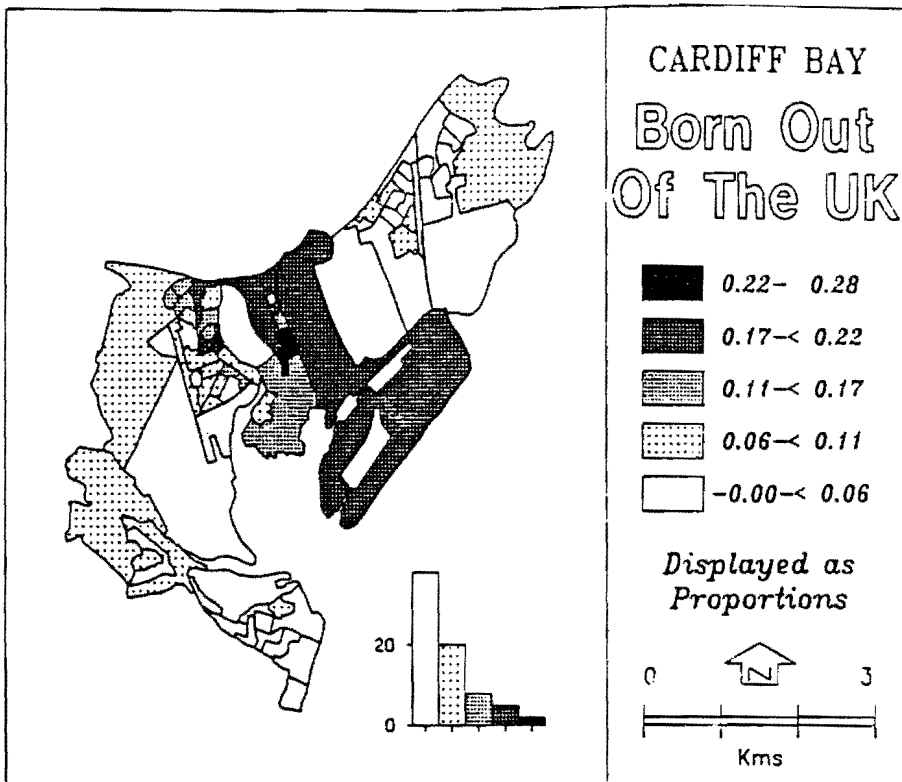 CARDIFF BAY
Born Out
Of The UK
0.22- 0.28
0.17-< 0.22
0.11-< 0.17
0.06-< 0.11
-0.00-< 0.06
Displayed as
Proportions
N
0 3
Kms
20
0